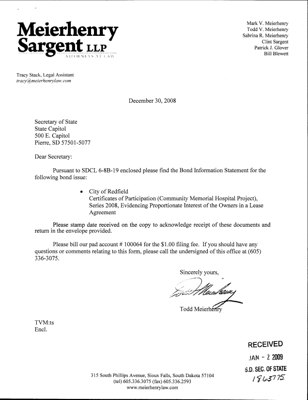 Meierhenry
Sargent LLP
ATTORNEYS AT LAW
Mark V. Meierhenry
Todd V. Meierhenry
Sabrina R. Meierhenry
Clint Sargent
Patrick J. Glover
Bill Blewett
Tracy Stack, Legal Assistant
tracy@meierhenrylaw.com
December 30, 2008
Secretary of State
State Capitol
500 E. Capitol
Pierre, SD 57501-5077
Dear Secretary:
Pursuant to SDCL 6-8B-19 enclosed please find the Bond Information Statement for the
following bond issue:
• City of Redfield
Certificates of Participation (Community Memorial Hospital Project),
Series 2008, Evidencing Proportionate Interest of the Owners in a Lease
Agreement
Please stamp date received on the copy to acknowledge receipt of these documents and
return in the envelope provided.
Please bill our pad account # 100064 for the $1.00 filing fee. If you should have any
questions or comments relating to this form, please call the undersigned of this office at (605)
336-3075.
Sincerely yours,
Todd Meierhenry
TVM:ts
Encl.
RECEIVED
JAN - 2 2009
S.D. SEC. OF STATE
1865775
315 South Phillips Avenue, Sioux Falls, South Dakota 57104
(tel) 605.336.3075 (fax) 605.336.2593
www.meierhenrylaw.com